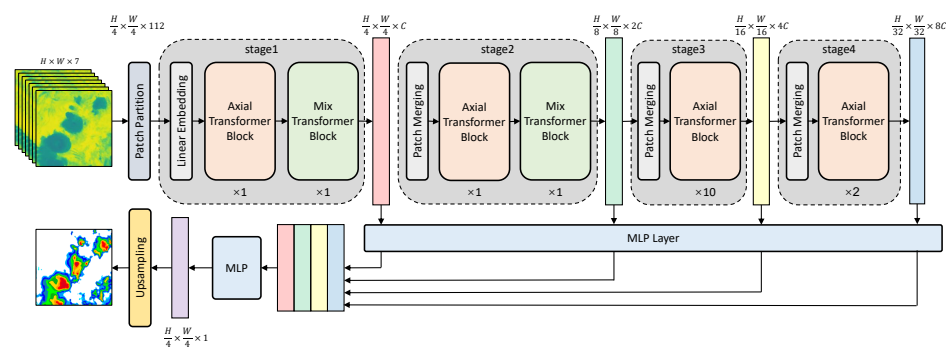 H/4 × W/4 × 112
H/4 × W/4 × C
H/8 × W/8 × 2C
H/16 × W/16 × 4C
H/32 × W/32 × 8C
stage1
stage2
stage3
stage4
H × W × 7
Patch Partition
Linear Embedding
Axial
Transformer
Block
Mix
Transformer
Block
Patch Merging
Axial
Transformer
Block
Mix
Transformer
Block
Patch Merging
Axial
Transformer
Block
Patch Merging
Axial
Transformer
Block
×1
×1
×1
×1
×10
×2
MLP Layer
Upsampling
MLP
H/4 × W/4 × 1